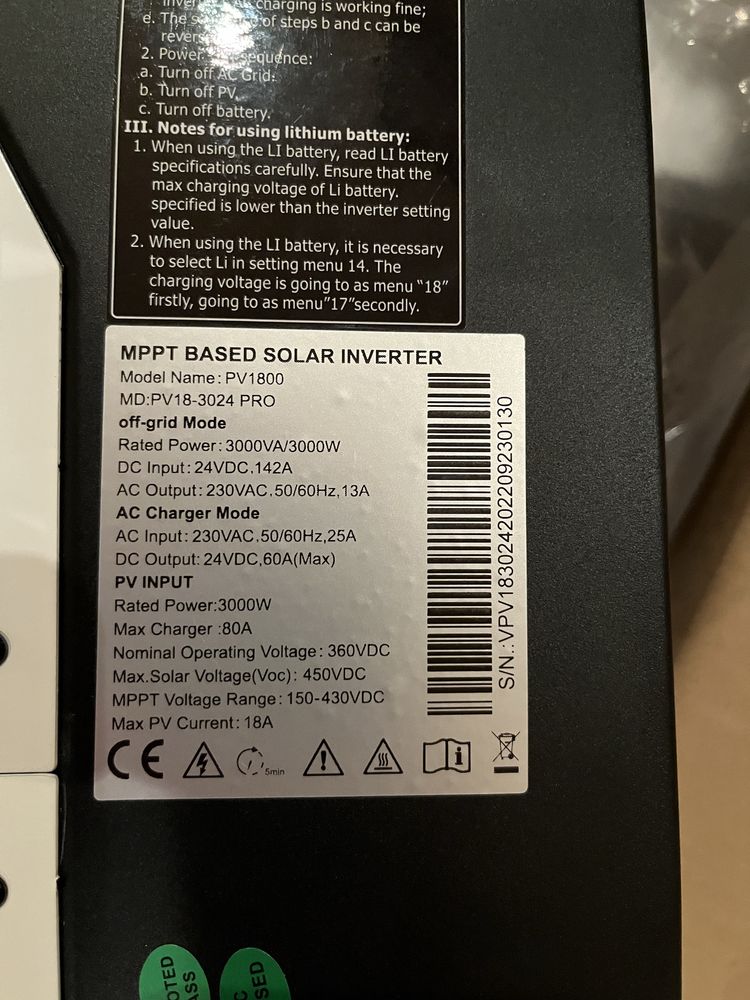 charging is working fine;
e. The of steps b and c can be
2. Power sequence:
a. Turn off AC Grid;
b. Turn off PV,
c. Turn off battery.
III. Notes for using lithium battery:
1. When using the LI battery, read LI battery
specifications carefully. Ensure that the
max charging voltage of Li battery.
specified is lower than the inverter setting
value.
2. When using the LI battery, it is necessary
to select Li in setting menu 14. The
charging voltage is going to as menu "18"
firstly, going to as menu"17"secondly.
MPPT BASED SOLAR INVERTER
Model Name: PV1800
MD:PV18-3024 PRO
off-grid Mode
Rated Power: 3000VA/3000W
DC Input: 24VDC,142A
AC Output: 230VAC,50/60Hz,13A
AC Charger Mode
AC Input: 230VAC,50/60Hz,25A
DC Output: 24VDC,60A(Max)
PV INPUT
Rated Power:3000W
Max Charger :80A
Nominal Operating Voltage: 360VDC
Max.Solar Voltage(Voc): 450VDC
MPPT Voltage Range: 150-430VDC
Max PV Current: 18A
CE
5min
i
S/N.:VPV18302420220923​0130